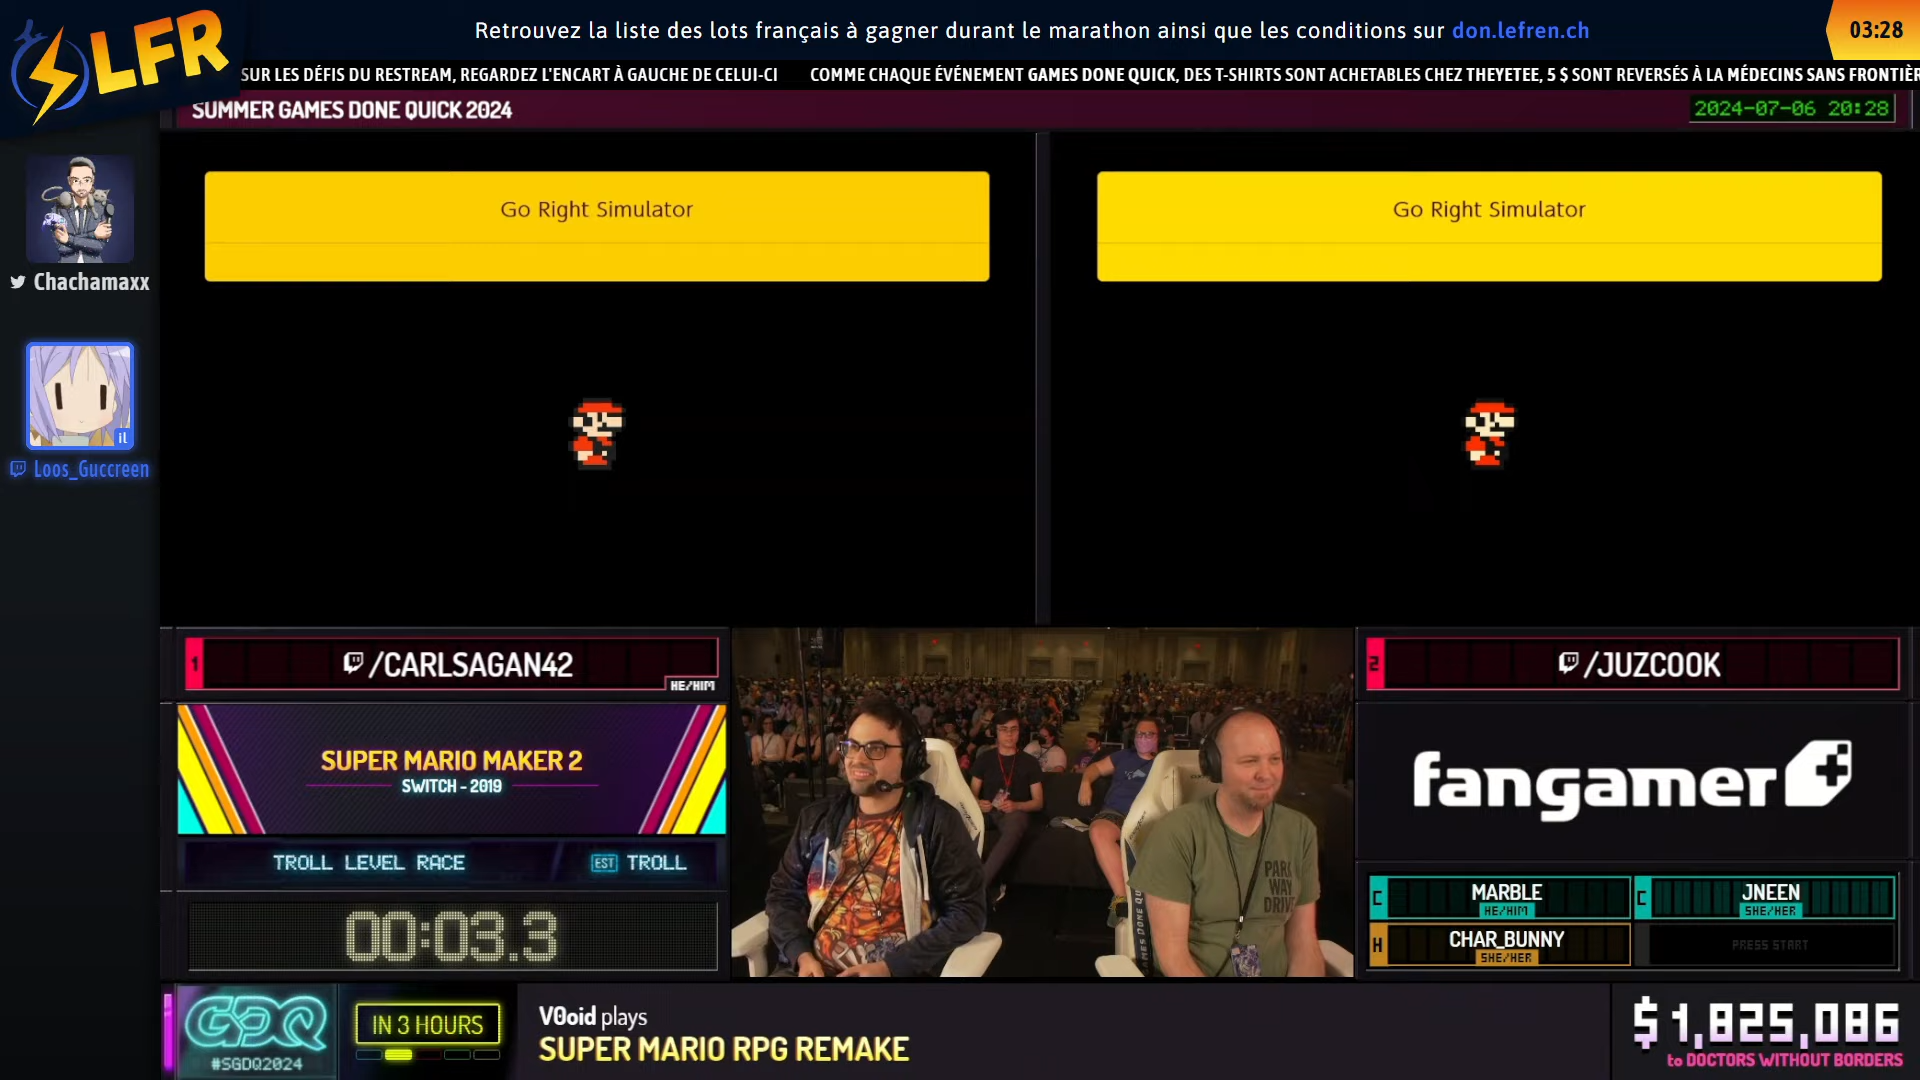 LFR
Retrouvez la liste des lots français à gagner durant le marathon ainsi que les conditions sur don.lefren.ch
03:28
SUR LES DÉFIS DU RESTREAM, REGARDEZ L'ENCART À GAUCHE DE CELUI-CI COMME CHAQUE ÉVÉNEMENT GAMES DONE QUICK, DES T-SHIRTS SONT ACHETABLES CHEZ THEYETEE, 5 $ SONT REVERSÉS À LA MÉDECINS SANS FRONTIÈR
SUMMER GAMES DONE QUICK 2024
2024-07-06 20:28
Go Right Simulator
Go Right Simulator
Chachamaxx
il
Loos_Guccreen
1
/CARLSAGAN42
HE/HIM
2
/JUZCOOK
SUPER MARIO MAKER 2
SWITCH - 2019
TROLL LEVEL RACE
EST TROLL
00:03.3
PARK
WAY
DRIVE
fangamer
C MARBLE
HE/HIM
C JNEEN
SHE/HER
H CHAR_BUNNY
SHE/HER
PRESS START
GDQ
#SGDQ2024
IN 3 HOURS
V0oid plays
SUPER MARIO RPG REMAKE
$1,825,086
to DOCTORS WITHOUT BORDERS